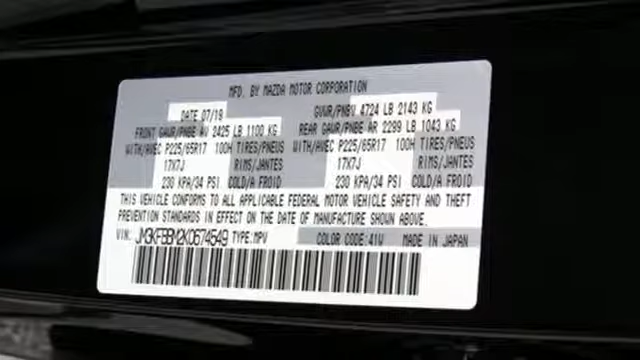 MFD. BY MAZDA MOTOR CORPORATION
DATE 07/19 GVWR/PNBV 4724 LB 2143 KG
FRONT GAWR/PNBE AV 2425 LB 1100 KG REAR GAWR/PNBE AR 2299 LB 1043 KG
WITH/AVEC P225/65R17 100H TIRES/PNEUS WITH/AVEC P225/65R17 100H TIRES/PNEUS
17X7J RIMS/JANTES 17X7J RIMS/JANTES
230 KPA/34 PSI COLD/A FROID 230 KPA/34 PSI COLD/A FROID
THIS VEHICLE CONFORMS TO ALL APPLICABLE FEDERAL MOTOR VEHICLE SAFETY AND THEFT
PREVENTION STANDARDS IN EFFECT ON THE DATE OF MANUFACTURE SHOWN ABOVE.
VIN: JM3KFBBM2K0674549 TYPE:MPV COLOR CODE:41V MADE IN JAPAN